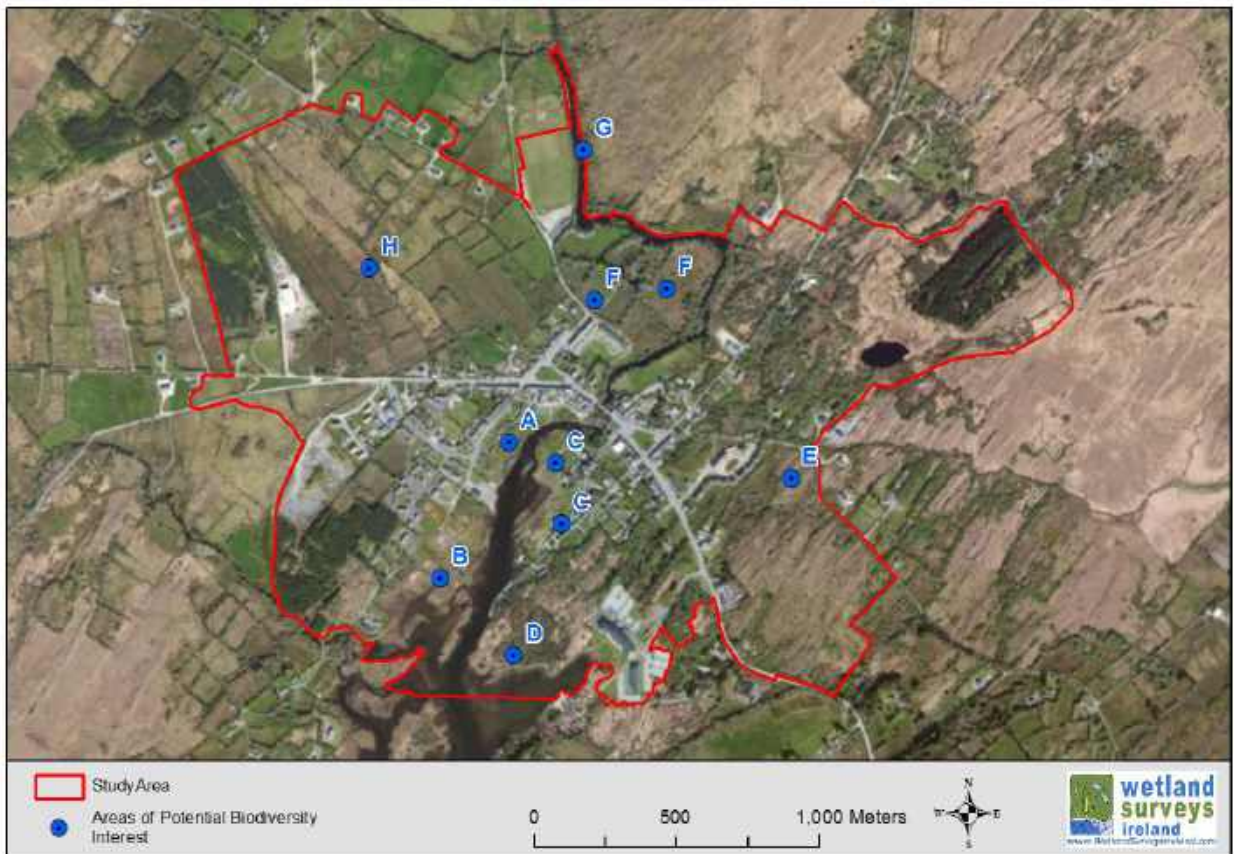 G
H
F
F
A
C
E
C
B
D
Study Area
Areas of Potential Biodiversity
Interest
0 500 1,000 Meters
N
W E
S
wetland
surveys
ireland